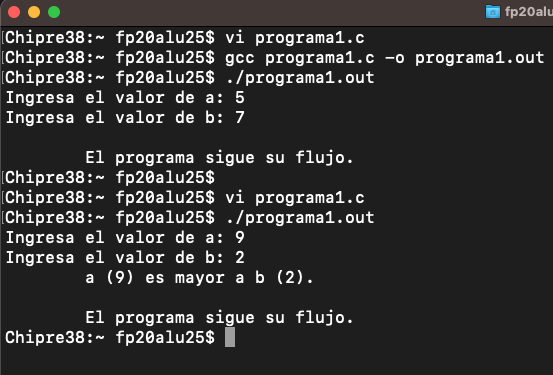 fp20alu
Chipre38:~ fp20alu25$ vi programa1.c
Chipre38:~ fp20alu25$ gcc programa1.c -o programa1.out
Chipre38:~ fp20alu25$ ./programa1.out
Ingresa el valor de a: 5
Ingresa el valor de b: 7
El programa sigue su flujo.
Chipre38:~ fp20alu25$
Chipre38:~ fp20alu25$ vi programa1.c
Chipre38:~ fp20alu25$ ./programa1.out
Ingresa el valor de a: 9
Ingresa el valor de b: 2
a (9) es mayor a b (2).
El programa sigue su flujo.
Chipre38:~ fp20alu25$